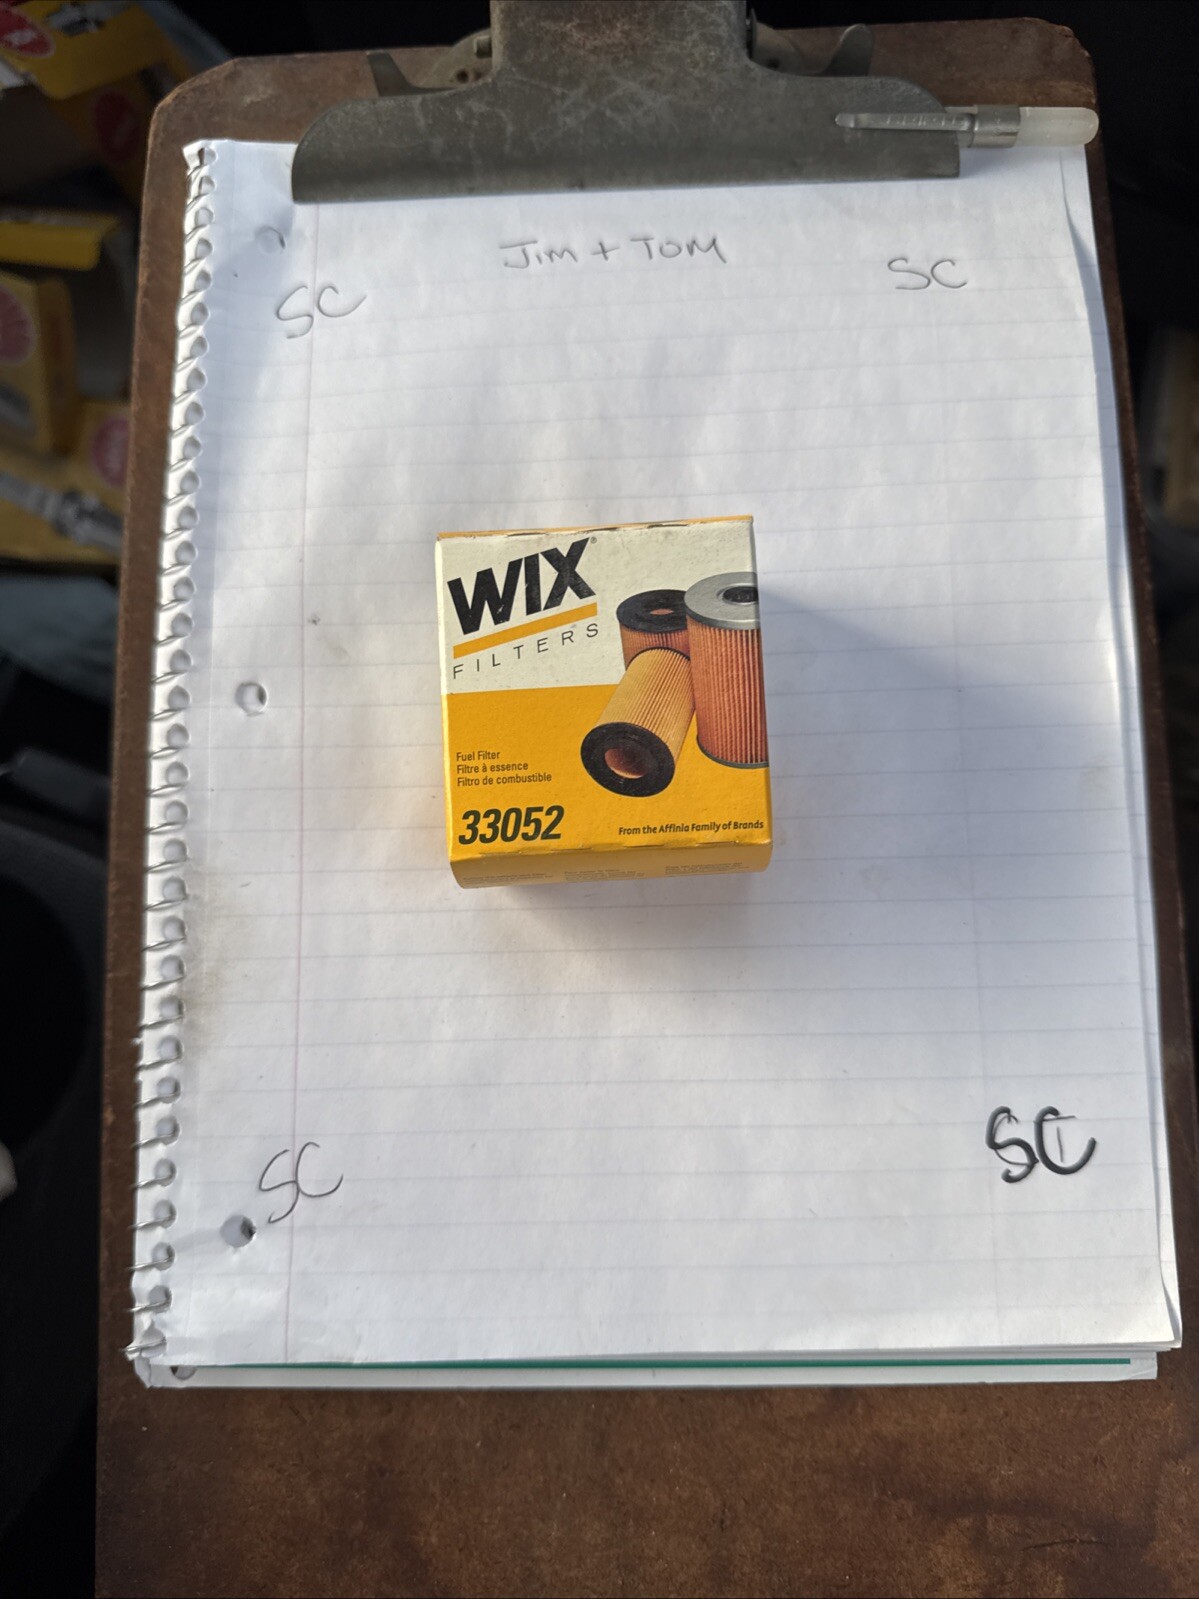 Jim + TOM
SC
SC
WIX®
FILTERS
Fuel Filter
Filtre à essence
Filtro de combustible
33052
From the Affinia Family of Brands
SC
SC